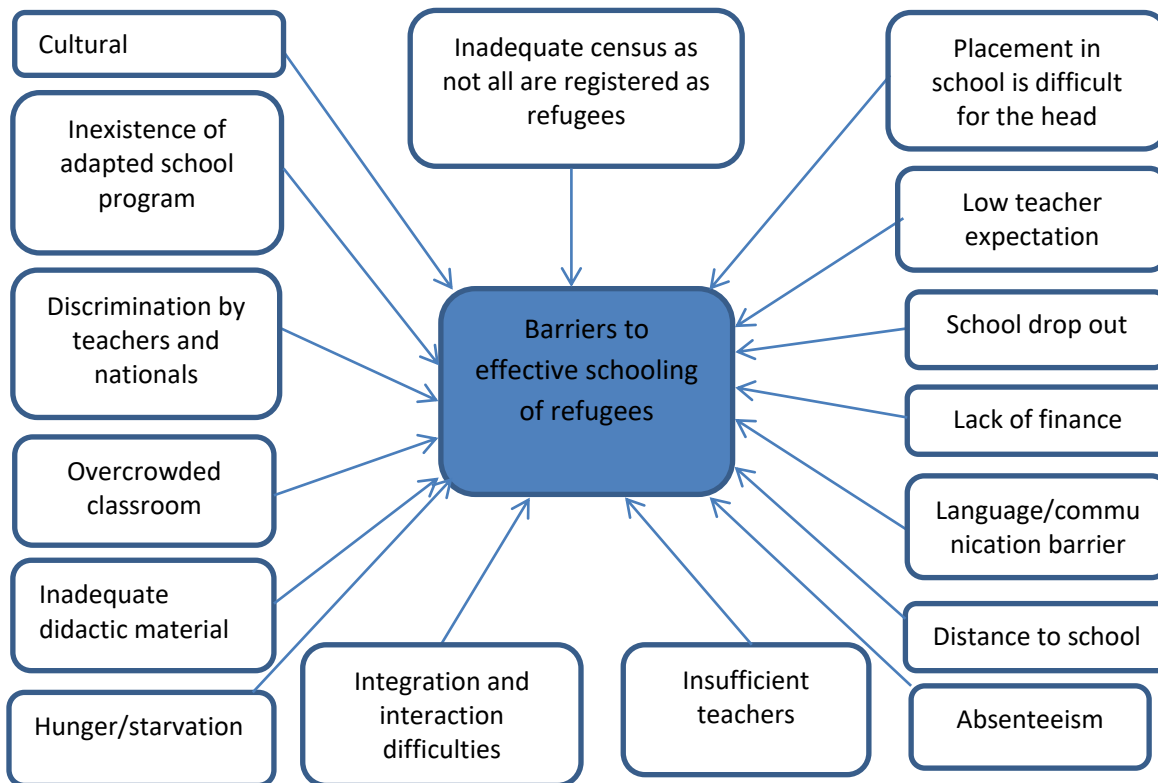 Cultural
Inadequate census as
not all are registered as
refugees
Placement in
school is difficult
for the head
Inexistence of
adapted school
program
Low teacher
expectation
Discrimination by
teachers and
nationals
Barriers to
effective schooling
of refugees
School drop out
Lack of finance
Overcrowded
classroom
Language/commu
nication barrier
Inadequate
didactic material
Distance to school
Hunger/starvation
Integration and
interaction
difficulties
Insufficient
teachers
Absenteeism